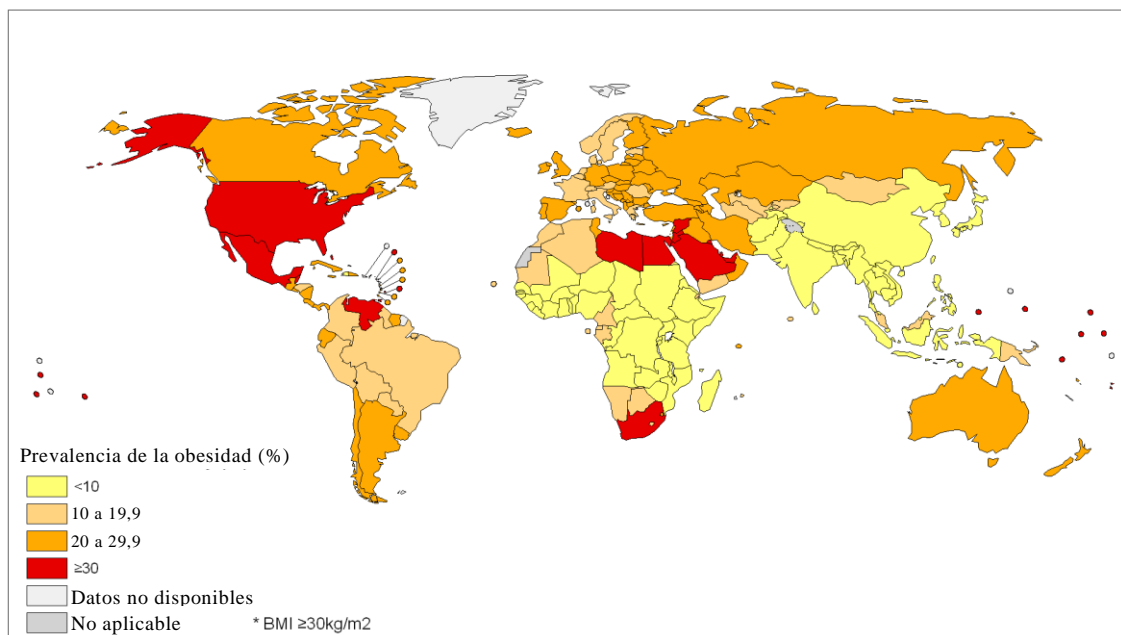 Prevalencia de la obesidad (%)
<10
10 a 19,9
20 a 29,9
≥30
Datos no disponibles
No aplicable
* BMI ≥30kg/m2